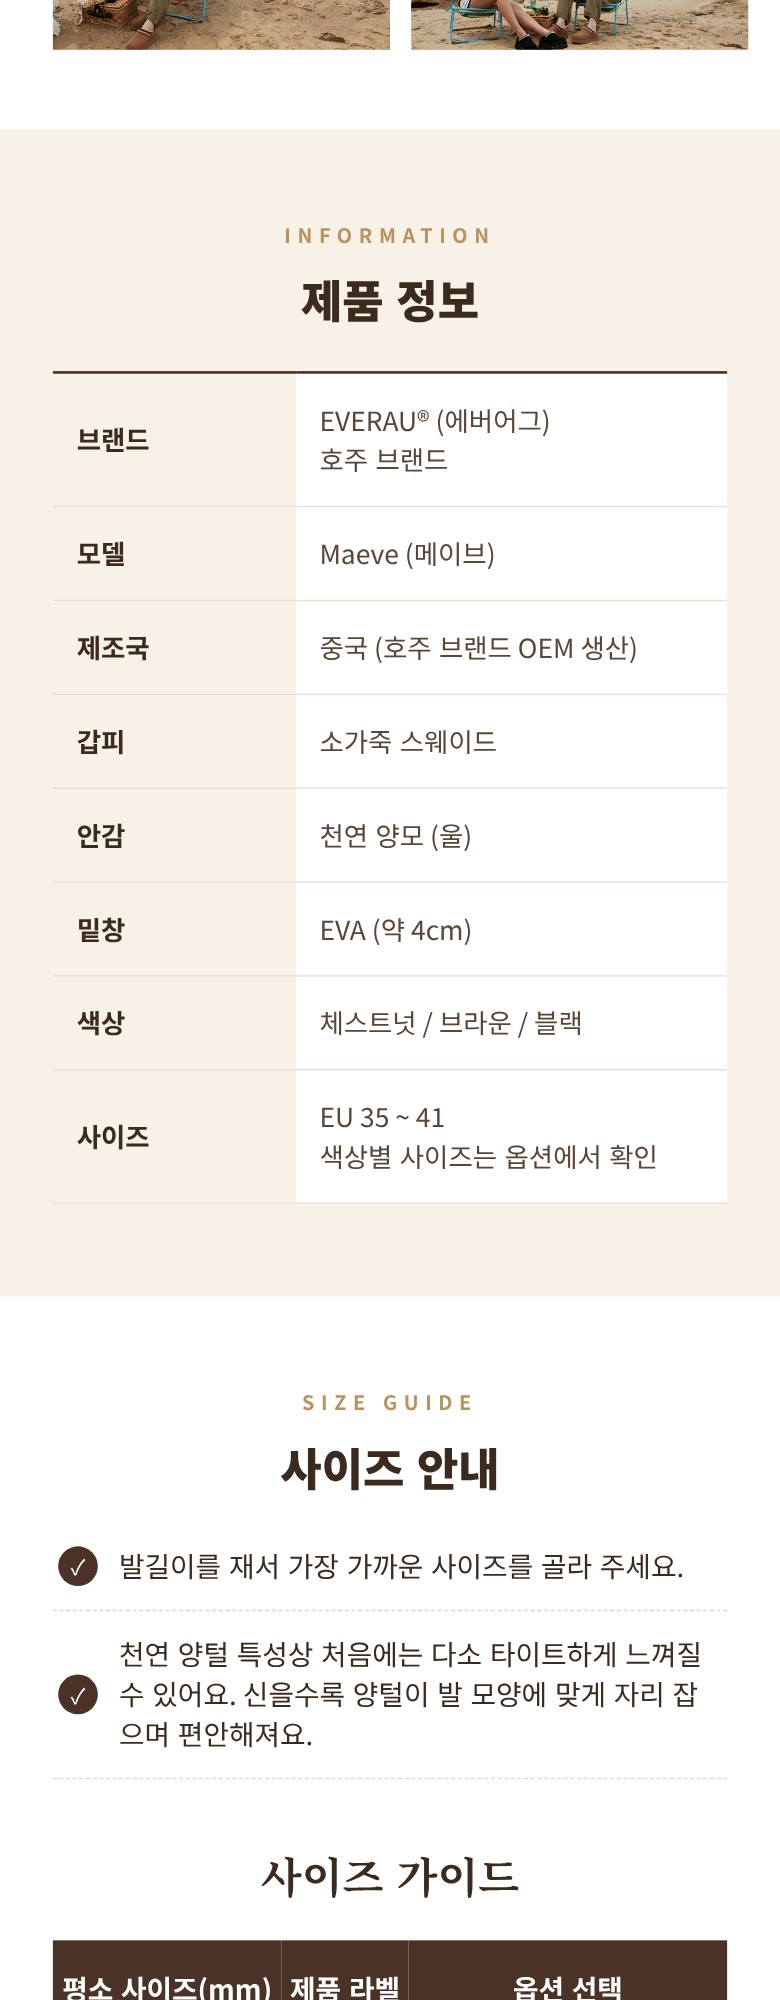 INFORMATION
제품 정보
브랜드
EVERAU® (에버어그)
호주 브랜드
모델
Maeve (메이브)
제조국
중국 (호주 브랜드 OEM 생산)
갑피
소가죽 스웨이드
안감
천연 양모 (울)
밑창
EVA (약 4cm)
색상
체스트넛 / 브라운 / 블랙
사이즈
EU 35 ~ 41
색상별 사이즈는 옵션에서 확인
SIZE GUIDE
사이즈 안내
✓ 발길이를 재서 가장 가까운 사이즈를 골라 주세요.
천연 양털 특성상 처음에는 다소 타이트하게 느껴질
✓ 수 있어요. 신을수록 양털이 발 모양에 맞게 자리 잡
으며 편안해져요.
사이즈 가이드
평소 사이즈(mm) 제품 라벨 옵션 선택